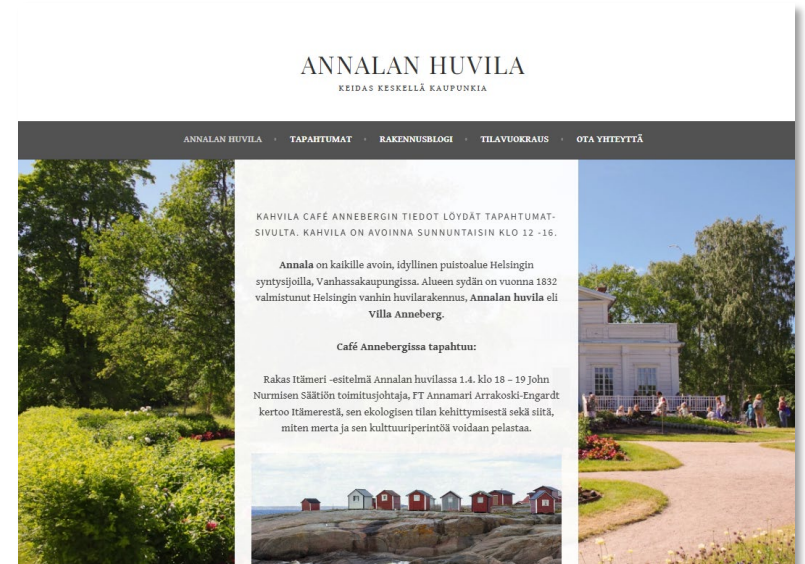 ANNALAN HUVILA
KEIDAS KESKELLÄ KAUPUNKIA
ANNALAN HUVILA • TAPAHTUMAT • RAKENNUSBLOGI • TILAVUOKRAUS • OTA YHTEYTTÄ
KAHVILA CAFÉ ANNEBERGIN TIEDOT LÖYDÄT TAPAHTUMAT-
SIVULTA. KAHVILA ON AVOINNA SUNNUNTAISIN KLO 12 -16.
Annala on kaikille avoin, idyllinen puistoalue Helsingin
syntysijoilla, Vanhassakaupungissa. Alueen sydän on vuonna 1832
valmistunut Helsingin vanhin huvilarakennus, Annalan huvila eli
Villa Anneberg.
Café Annebergissa tapahtuu:
Rakas Itämeri -esitelmä Annalan huvilassa 1.4. klo 18 – 19 John
Nurmisen Säätiön toimitusjohtaja, FT Annamari Arrakoski-Engardt
kertoo Itämerestä, sen ekologisen tilan kehittymisestä sekä siitä,
miten merta ja sen kulttuuriperintöä voidaan pelastaa.